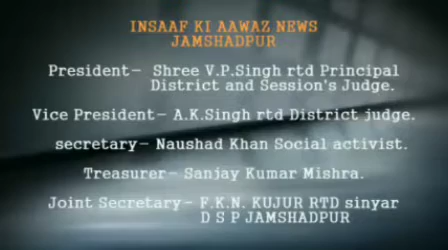 INSAAF KI AAWAZ NEWS
JAMSHADPUR
President- Shree V.P.Singh rtd Principal
District and Session's Judge.
Vice President- A.K.Singh rtd District judge.
secretary- Naushad Khan Social activist.
Treasurer- Sanjay Kumar Mishra.
Joint Secretary- F.K.N. KUJUR RTD sinyar
D S P JAMSHADPUR